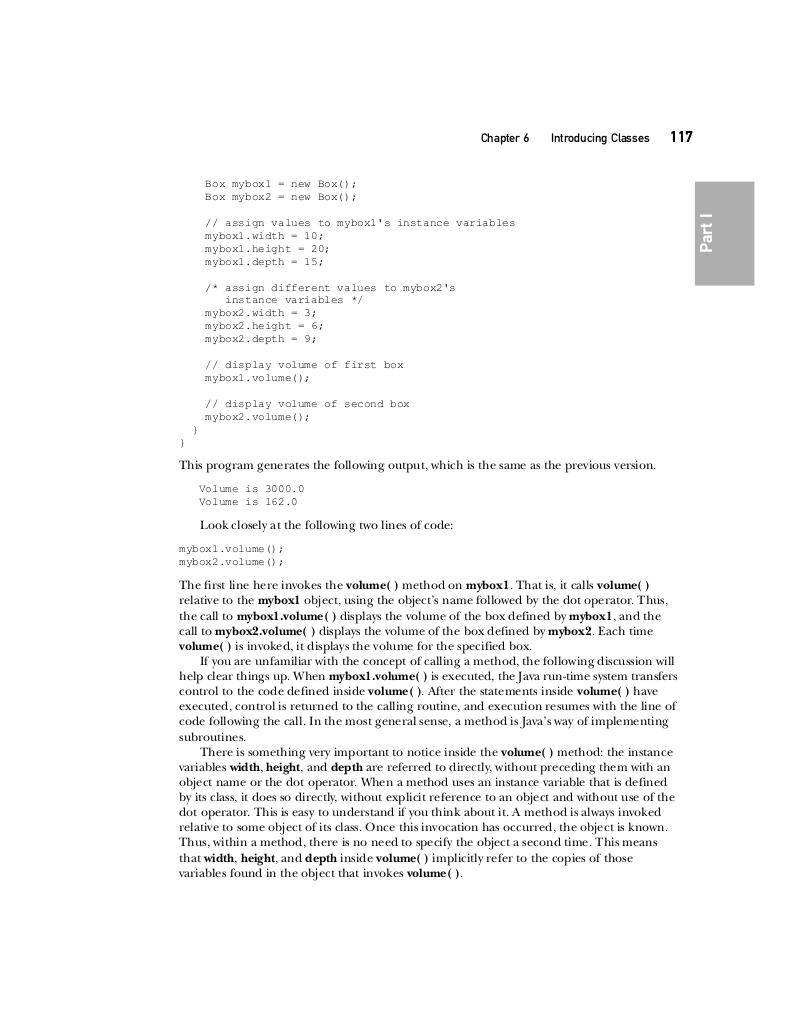 Chapter 6 Introducing Classes 117
Part I
Box mybox1 = new Box();
Box mybox2 = new Box();
// assign values to mybox1's instance variables
mybox1.width = 10;
mybox1.height = 20;
mybox1.depth = 15;
/* assign different values to mybox2's
instance variables */
mybox2.width = 3;
mybox2.height = 6;
mybox2.depth = 9;
// display volume of first box
mybox1.volume();
// display volume of second box
mybox2.volume();
}
}
This program generates the following output, which is the same as the previous version.
Volume is 3000.0
Volume is 162.0
Look closely at the following two lines of code:
mybox1.volume();
mybox2.volume();
The first line here invokes the volume( ) method on mybox1. That is, it calls volume( )
relative to the mybox1 object, using the object's name followed by the dot operator. Thus,
the call to mybox1.volume( ) displays the volume of the box defined by mybox1, and the
call to mybox2.volume( ) displays the volume of the box defined by mybox2. Each time
volume( ) is invoked, it displays the volume for the specified box.
If you are unfamiliar with the concept of calling a method, the following discussion will
help clear things up. When mybox1.volume( ) is executed, the Java run-time system transfers
control to the code defined inside volume( ). After the statements inside volume( ) have
executed, control is returned to the calling routine, and execution resumes with the line of
code following the call. In the most general sense, a method is Java's way of implementing
subroutines.
There is something very important to notice inside the volume( ) method: the instance
variables width, height, and depth are referred to directly, without preceding them with an
object name or the dot operator. When a method uses an instance variable that is defined
by its class, it does so directly, without explicit reference to an object and without use of the
dot operator. This is easy to understand if you think about it. A method is always invoked
relative to some object of its class. Once this invocation has occurred, the object is known.
Thus, within a method, there is no need to specify the object a second time. This means
that width, height, and depth inside volume( ) implicitly refer to the copies of those
variables found in the object that invokes volume( ).